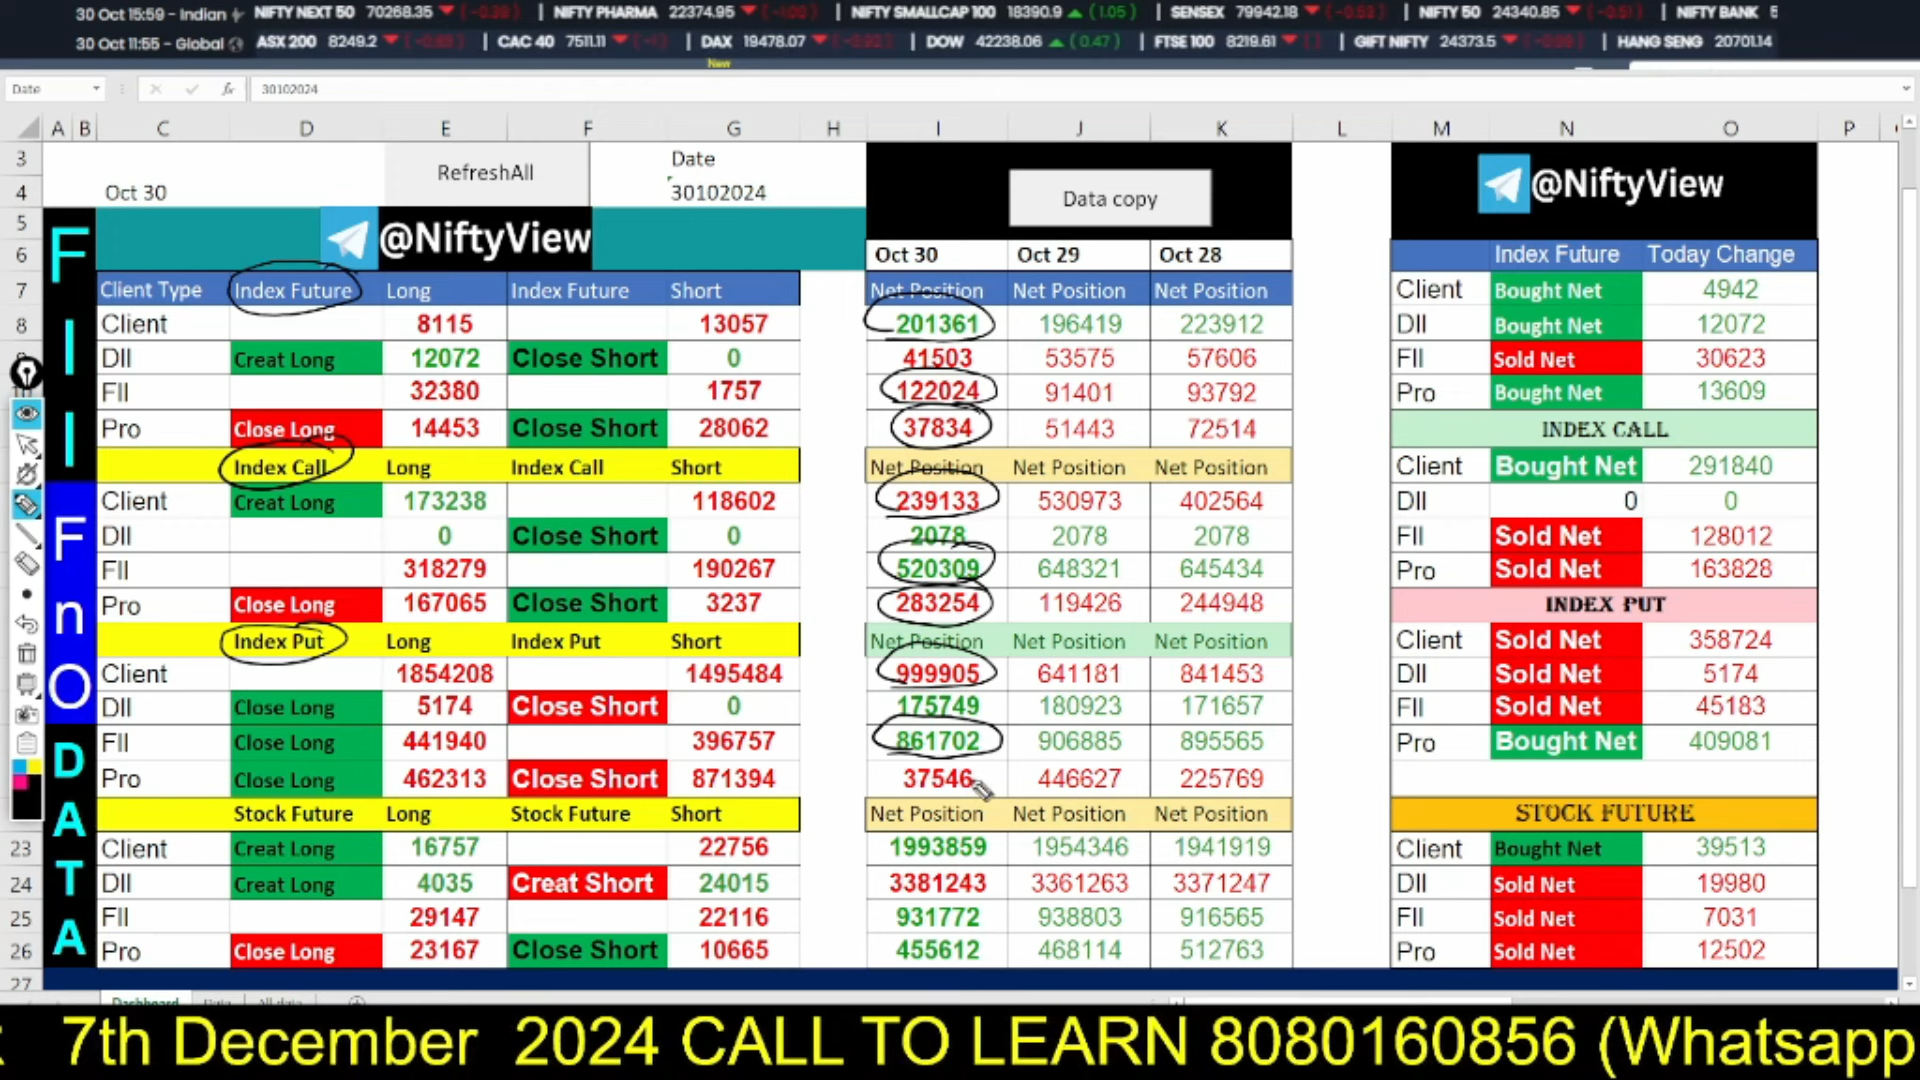 30 Oct 15:59 - Indian NIFTY NEXT 50 70268.35 | NIFTY PHARMA 22374.95 | NIFTY SMALLCAP 100 18390.9 (1.05) | SENSEX 79942.18 | NIFTY 50 24340.85 | NIFTY BANK 5
30 Oct 11:55 - Global ASX 200 8249.2 | CAC 40 7511.11 | DAX 19478.07 | DOW 42238.06 (0.47) | FTSE 100 8219.61 | GIFT NIFTY 24373.5 | HANG SENG 20701.14
New
Date fx 30102024
A B C D E F G H I J K L M N O P
3 RefreshAll Date
4 Oct 30 30102024 Data copy @NiftyView
5 @NiftyView
6 Oct 30 Oct 29 Oct 28 Index Future Today Change
7 Client Type Index Future Long Index Future Short Net Position Net Position Net Position Client Bought Net 4942
8 Client 8115 13057 201361 196419 223912 DII Bought Net 12072
DII Creat Long 12072 Close Short 0 41503 53575 57606 FII Sold Net 30623
FII 32380 1757 122024 91401 93792 Pro Bought Net 13609
Pro Close Long 14453 Close Short 28062 37834 51443 72514 INDEX CALL
Index Call Long Index Call Short Net Position Net Position Net Position Client Bought Net 291840
Client Creat Long 173238 118602 239133 530973 402564 DII 0 0
DII 0 Close Short 0 2078 2078 2078 FII Sold Net 128012
FII 318279 190267 520309 648321 645434 Pro Sold Net 163828
Pro Close Long 167065 Close Short 3237 283254 119426 244948 INDEX PUT
Index Put Long Index Put Short Net Position Net Position Net Position Client Sold Net 358724
Client 1854208 1495484 999905 641181 841453 DII Sold Net 5174
DII Close Long 5174 Close Short 0 175749 180923 171657 FII Sold Net 45183
FII Close Long 441940 396757 861702 906885 895565 Pro Bought Net 409081
Pro Close Long 462313 Close Short 871394 37546 446627 225769
Stock Future Long Stock Future Short Net Position Net Position Net Position STOCK FUTURE
23 Client Creat Long 16757 22756 1993859 1954346 1941919 Client Bought Net 39513
24 DII Creat Long 4035 Creat Short 24015 3381243 3361263 3371247 DII Sold Net 19980
25 FII 29147 22116 931772 938803 916565 FII Sold Net 7031
26 Pro Close Long 23167 Close Short 10665 455612 468114 512763 Pro Sold Net 12502
27
FII FnO DATA
Dashboard Data All data
7th December 2024 CALL TO LEARN 8080160856 (Whatsapp